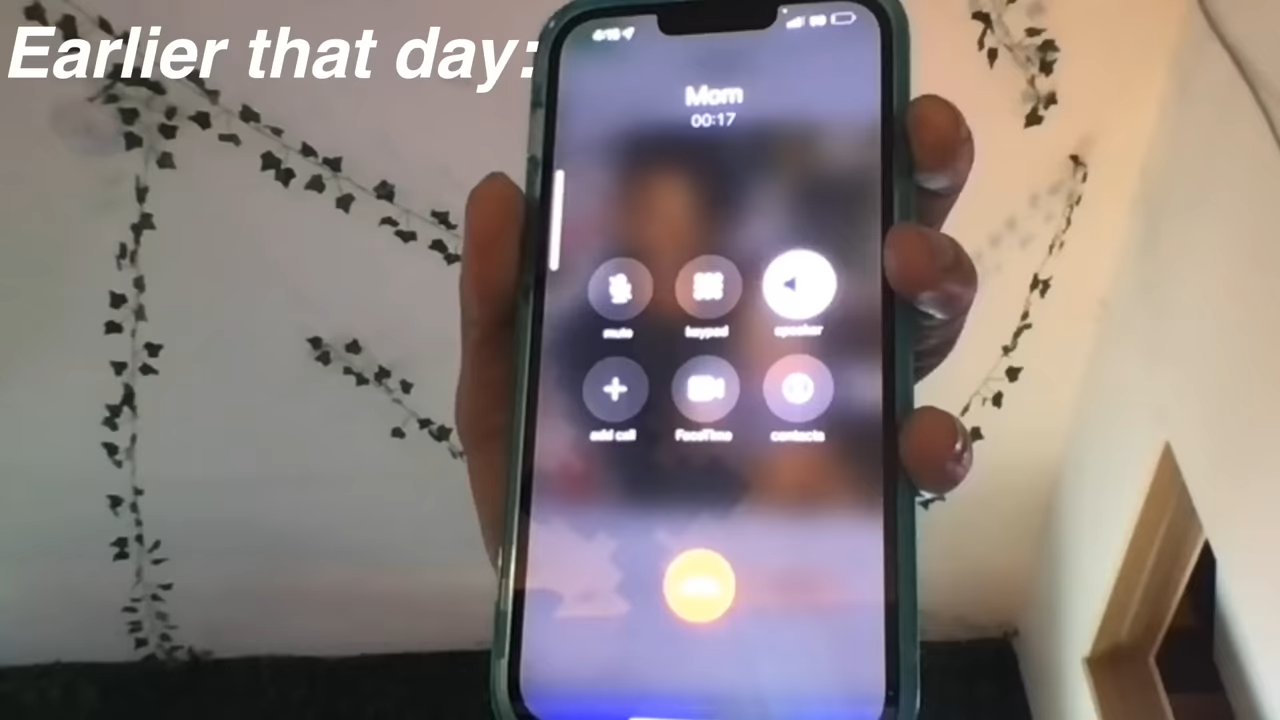 Earlier that day:
Mom
00:17
mute
keypad
speaker
add call
FaceTime
contacts